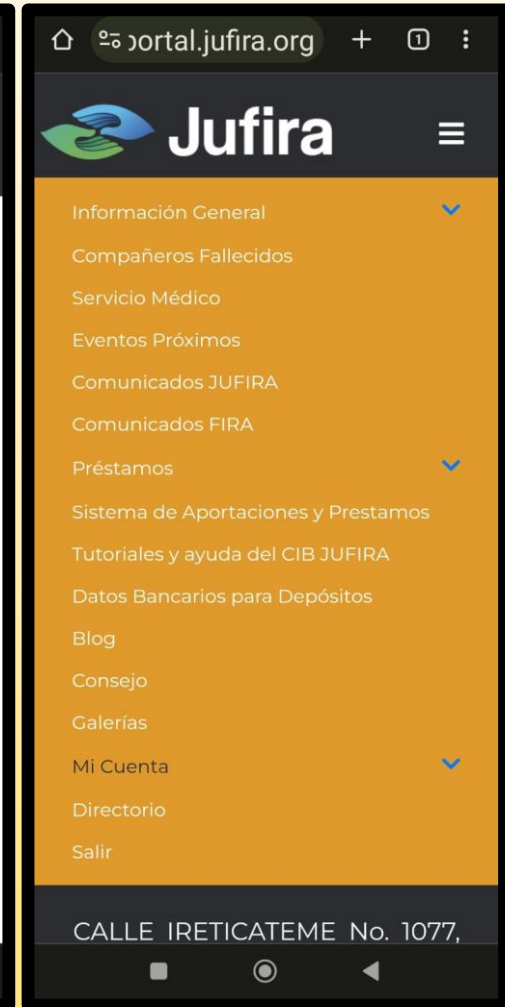 portal.jufira.org
1
Jufira
Información General
Compañeros Fallecidos
Servicio Médico
Eventos Próximos
Comunicados JUFIRA
Comunicados FIRA
Préstamos
Sistema de Aportaciones y Prestamos
Tutoriales y ayuda del CIB JUFIRA
Datos Bancarios para Depósitos
Blog
Consejo
Galerías
Mi Cuenta
Directorio
Salir
CALLE IRETICATEME No. 1077,